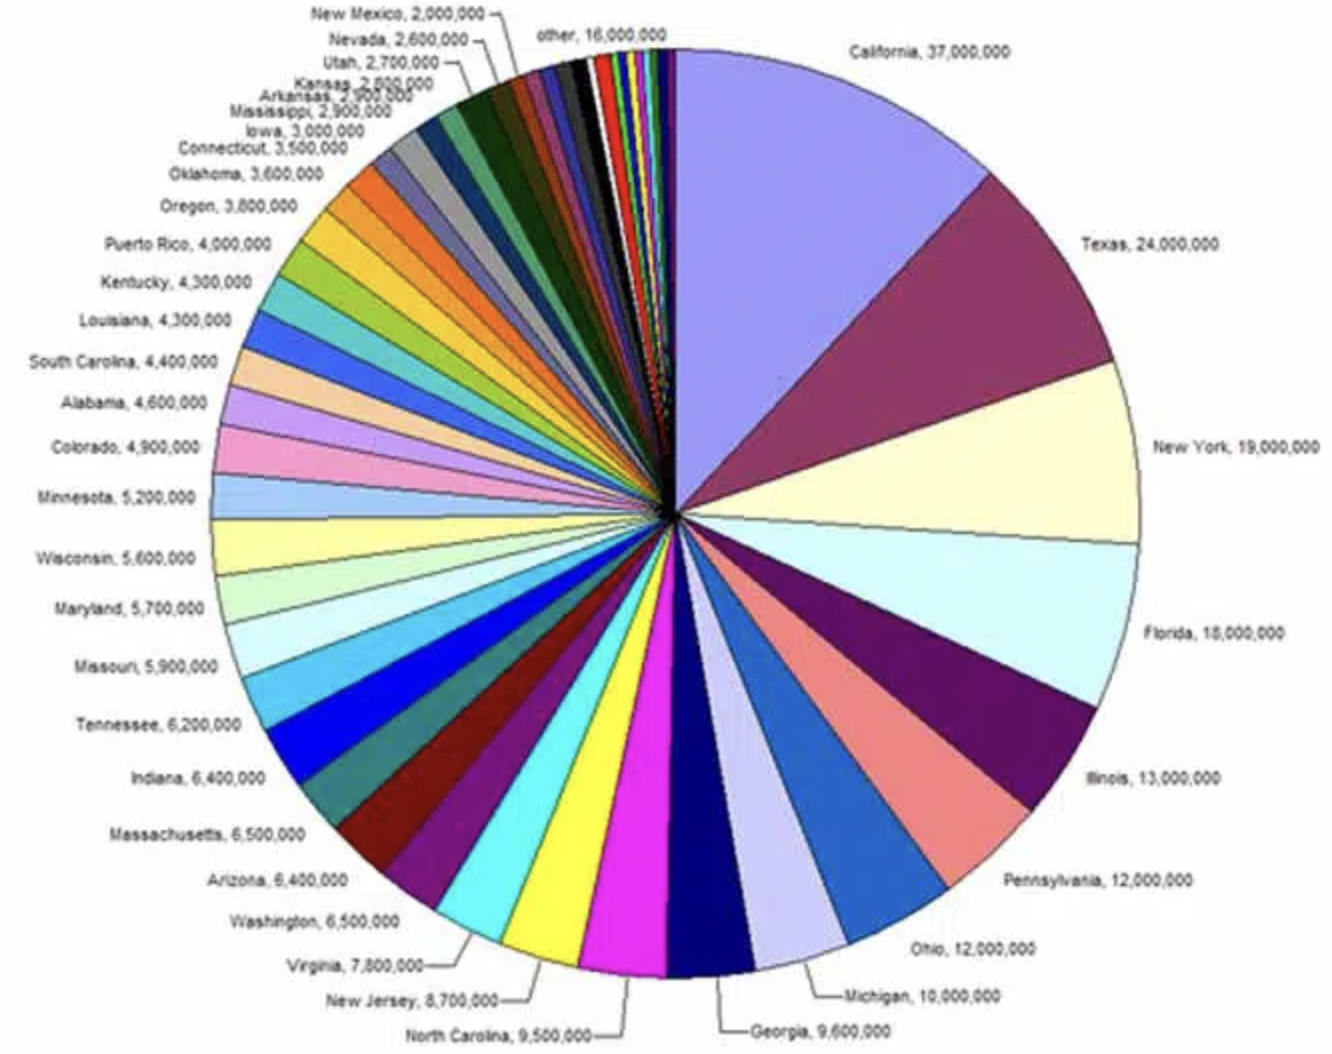 New Mexico, 2,000,000
other, 16,000,000
California, 37,000,000
Nevada, 2,600,000
Utah, 2,700,000
Kansas, 2,800,000
Arkansas, 2,900,000
Mississippi, 2,900,000
Iowa, 3,000,000
Connecticut, 3,500,000
Oklahoma, 3,600,000
Oregon, 3,800,000
Puerto Rico, 4,000,000
Kentucky, 4,300,000
Louisiana, 4,300,000
South Carolina, 4,400,000
Alabama, 4,600,000
Colorado, 4,900,000
Minnesota, 5,200,000
Wisconsin, 5,600,000
Maryland, 5,700,000
Missouri, 5,900,000
Tennessee, 6,200,000
Indiana, 6,400,000
Massachusetts, 6,500,000
Arizona, 6,400,000
Washington, 6,500,000
Virginia, 7,800,000
New Jersey, 8,700,000
North Carolina, 9,500,000
Texas, 24,000,000
New York, 19,000,000
Florida, 18,000,000
Illinois, 13,000,000
Pennsylvania, 12,000,000
Ohio, 12,000,000
Michigan, 10,000,000
Georgia, 9,600,000